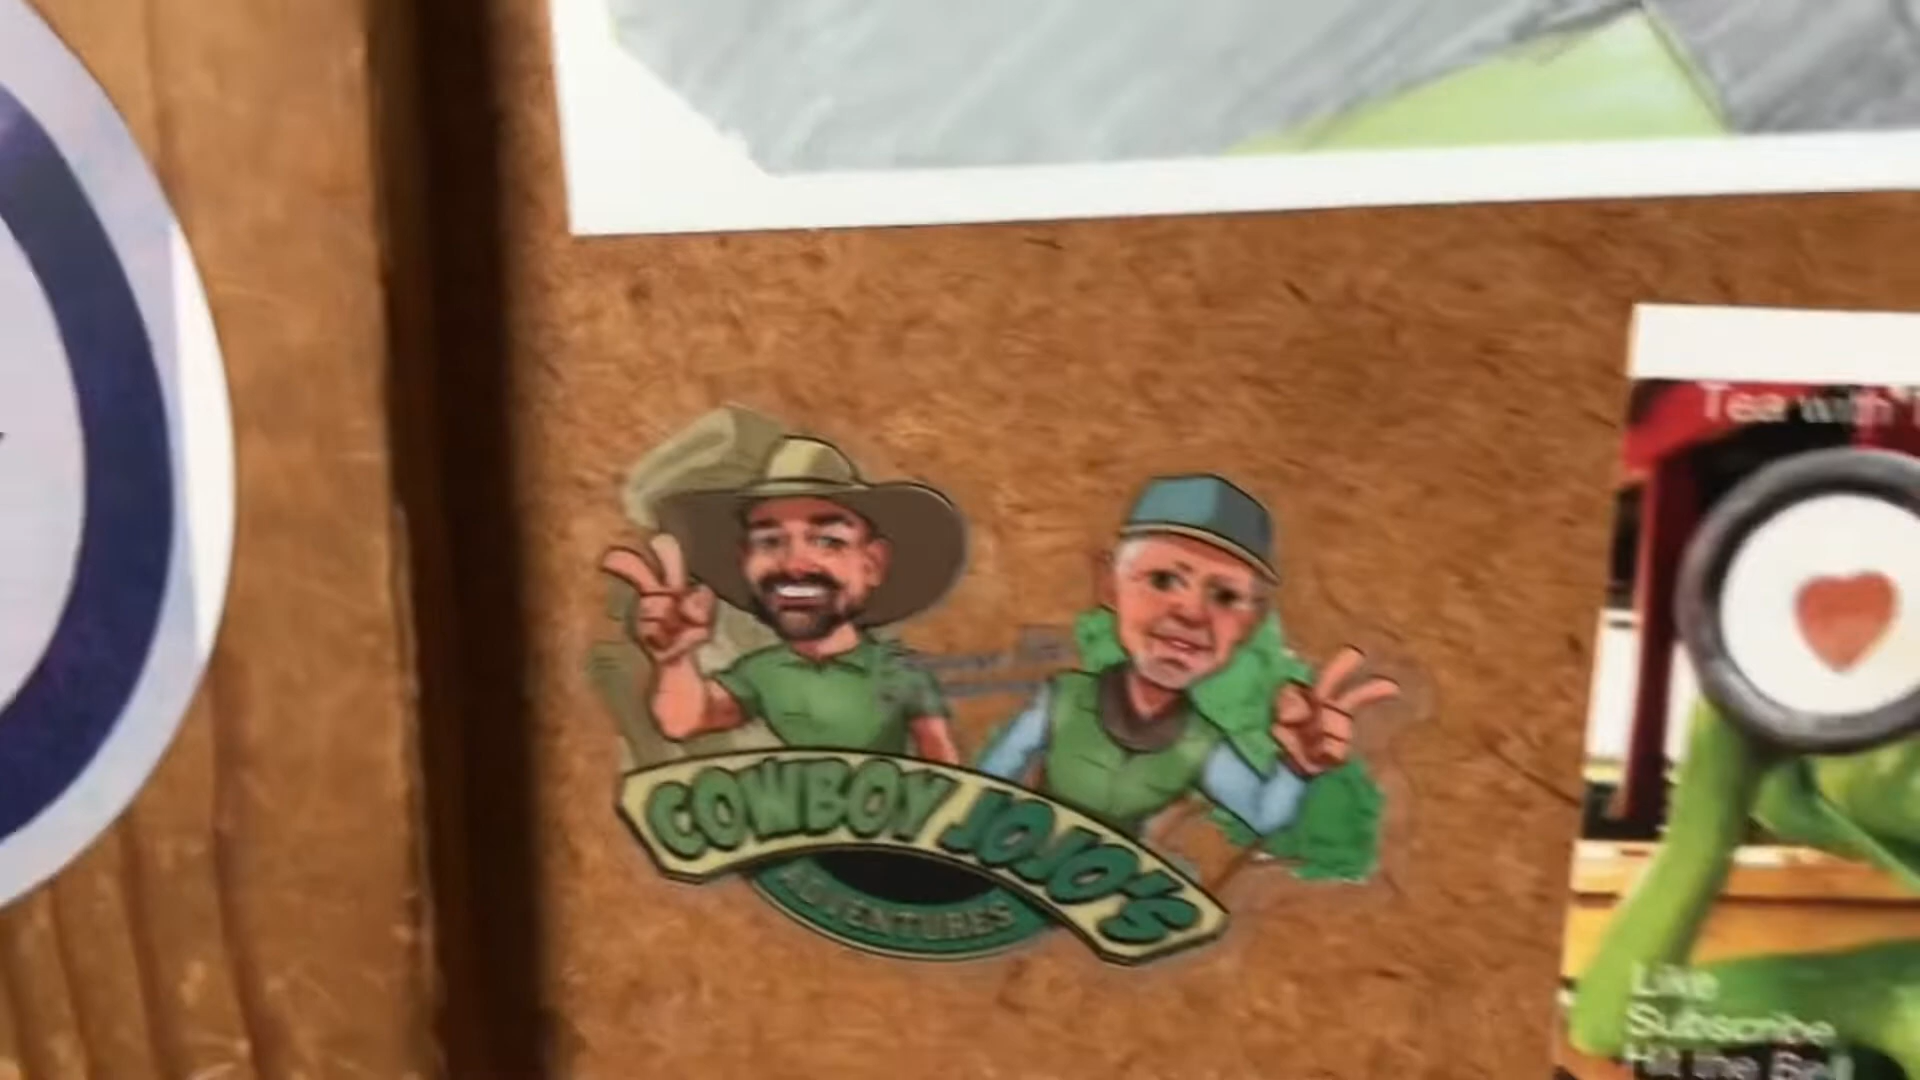 Tea with
COWBOY JOJO'S
ADVENTURES
Like
Subscribe
Hit the Bell